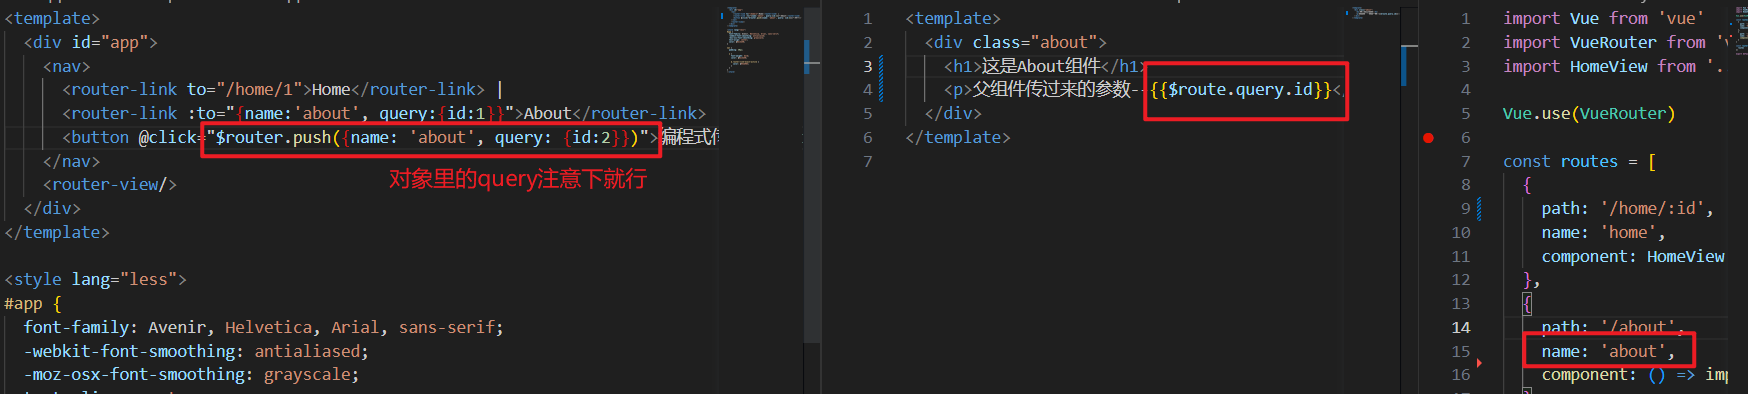 <template>
<div id="app">
<nav>
<router-link to="/home/1">Home</router-link> |
<router-link :to="{name:'about', query:{id:1}}">About</router-link>
<button @click="$router.push({name: 'about', query: {id:2}})">编程式传
</nav>
对象里的query注意下就行
<router-view/>
</div>
</template>
<style lang="less">
#app {
font-family: Avenir, Helvetica, Arial, sans-serif;
-webkit-font-smoothing: antialiased;
-moz-osx-font-smoothing: grayscale;
1 <template>
2 <div class="about">
3 <h1>这是About组件</h1>
4 <p>父组件传过来的参数--{{$route.query.id}}<
5 </div>
6 </template>
7
1 import Vue from 'vue'
2 import VueRouter from 'v
3 import HomeView from '.
4
5 Vue.use(VueRouter)
6
7 const routes = [
8 {
9 path: '/home/:id',
10 name: 'home',
11 component: HomeView
12 },
13 {
14 path: '/about',
15 name: 'about',
16 component: () => imp